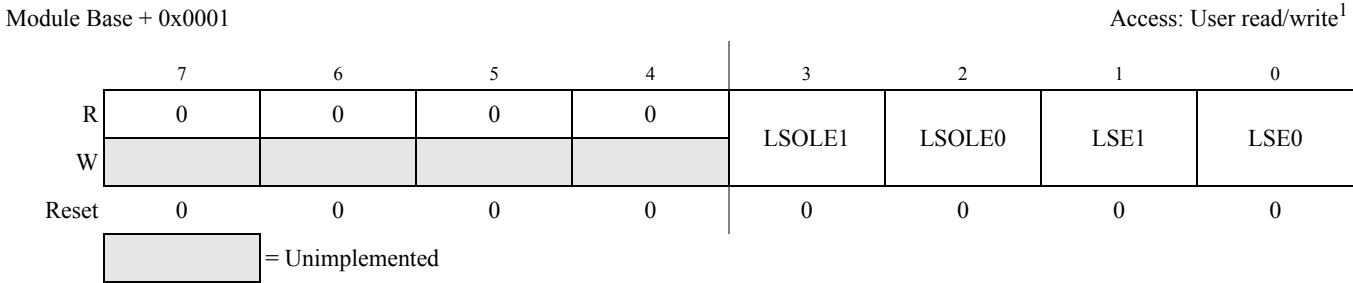 Module Base + 0x0001 Access: User read/write1
7 6 5 4 3 2 1 0
R 0 0 0 0 LSOLE1 LSOLE0 LSE1 LSE0
W
Reset 0 0 0 0 0 0 0 0
= Unimplemented